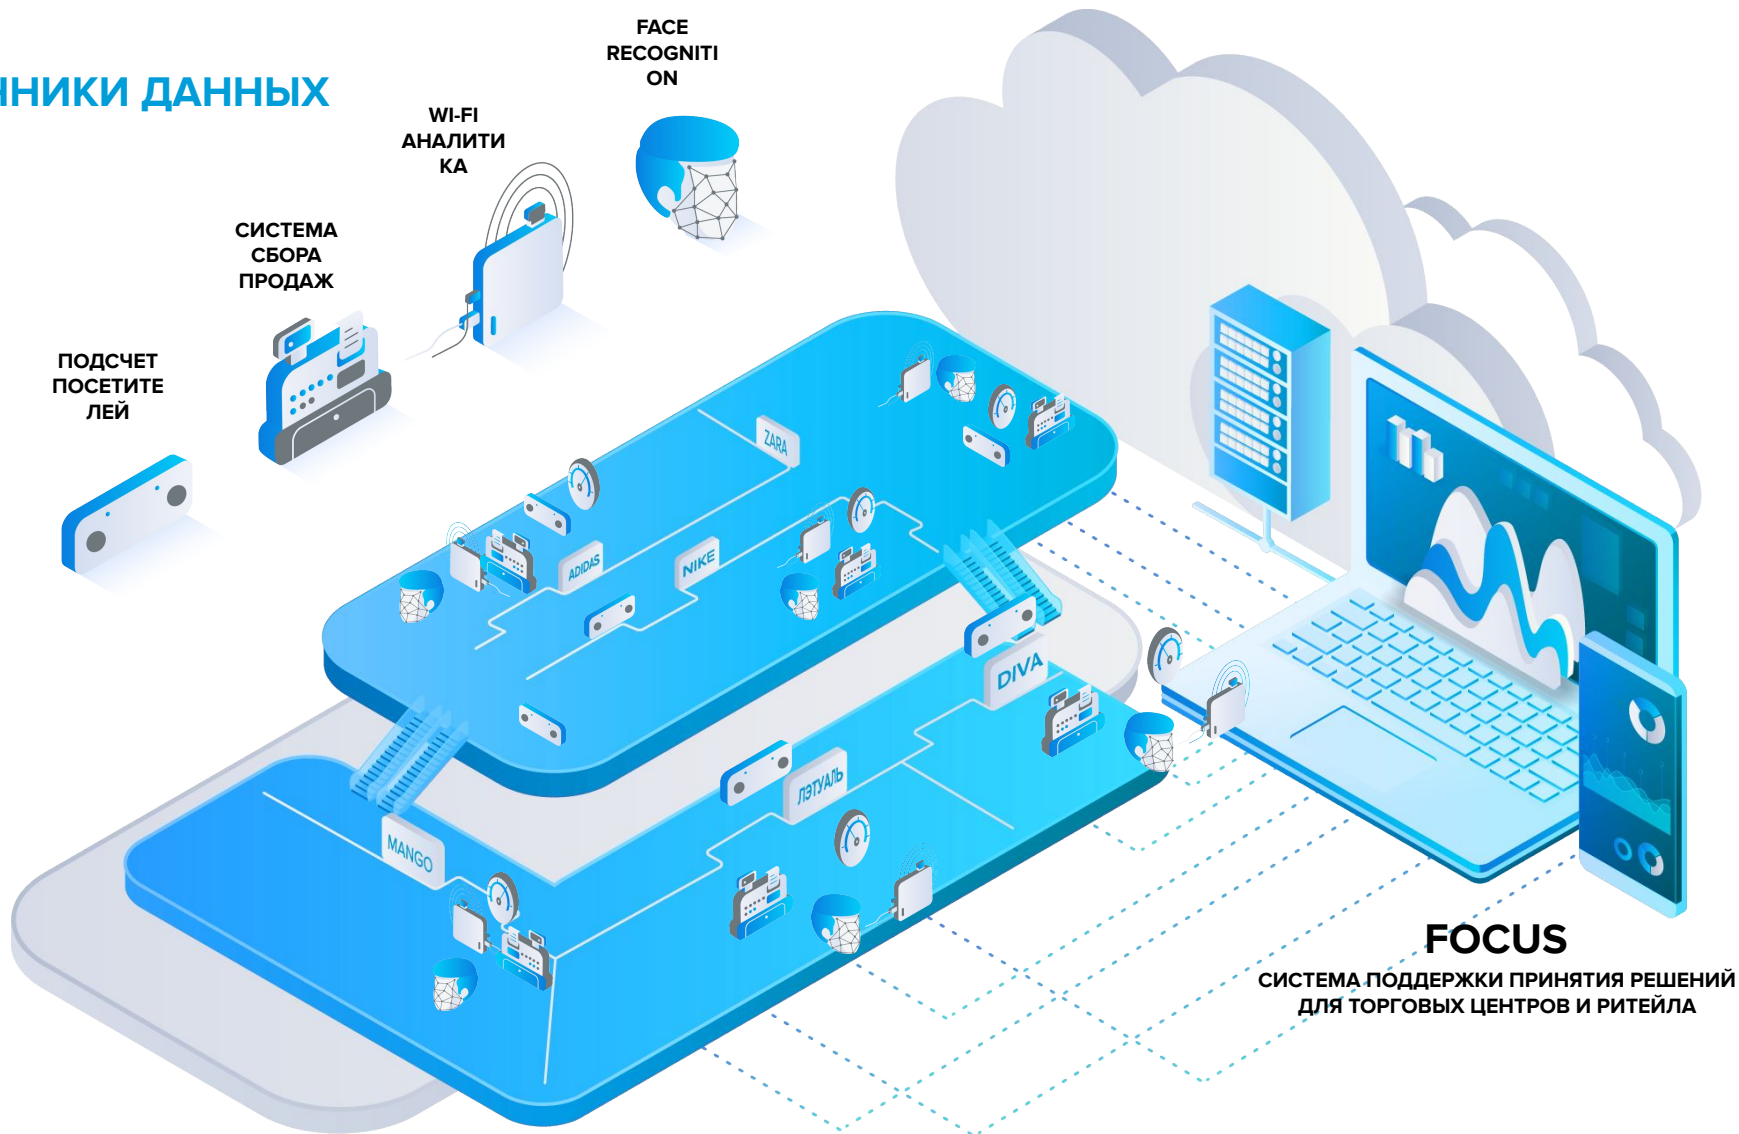 FACE
RECOGNITI
ON
ННИКИ ДАННЫХ
WI-FI
АНАЛИТИ
КА
СИСТЕМА
СБОРА
ПРОДАЖ
ПОДСЧЕТ
ПОСЕТИТЕ
ЛЕЙ
ZARA
ADIDAS
NIKE
DIVA
ЛЭТУАЛЬ
MANGO
FOCUS
СИСТЕМА ПОДДЕРЖКИ ПРИНЯТИЯ РЕШЕНИЙ
ДЛЯ ТОРГОВЫХ ЦЕНТРОВ И РИТЕЙЛА